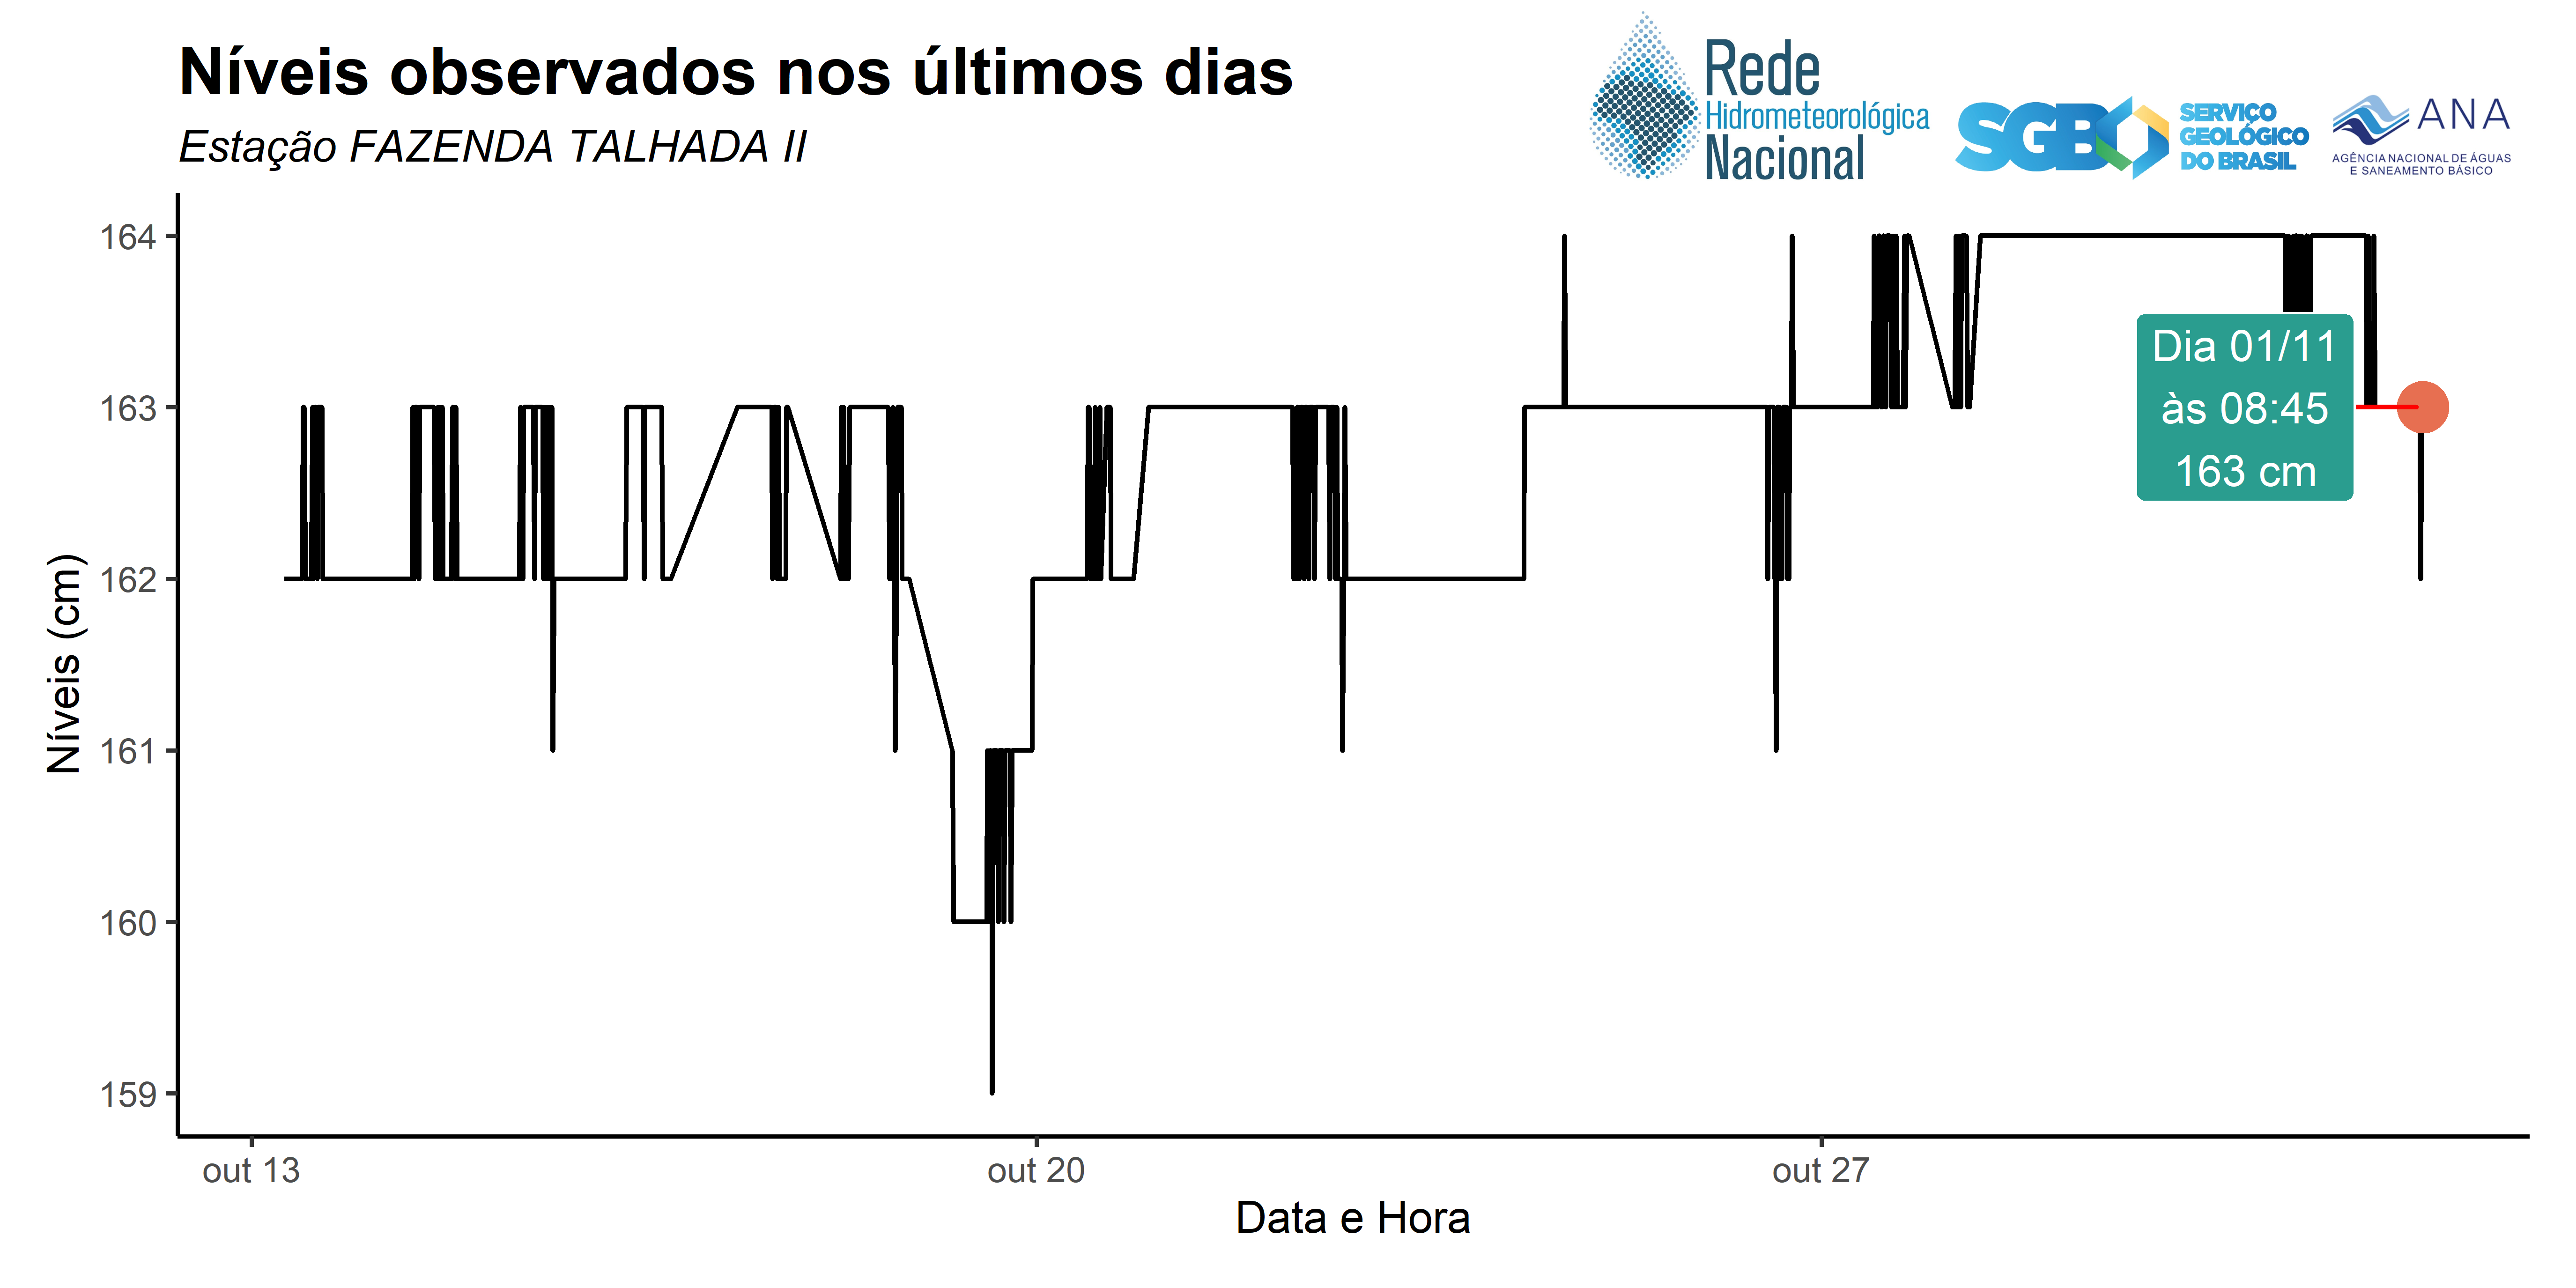 Níveis observados nos últimos dias
Estação FAZENDA TALHADA II
Rede
Hidrometeorológica
Nacional
SGB
SERVIÇO
GEOLÓGICO
DO BRASIL
ANA
AGÊNCIA NACIONAL DE ÁGUAS
E SANEAMENTO BÁSICO
Níveis (cm)
164
163
162
161
160
159
Dia 01/11
às 08:45
163 cm
out 13
out 20
out 27
Data e Hora